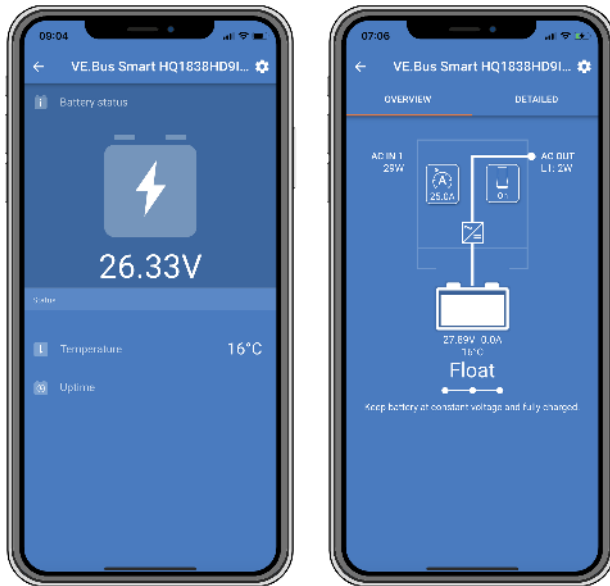 09:04
VE.Bus Smart HQ1838HD9I...
Battery status
26.33V
Status
Temperature
16°C
Uptime
07:06
VE.Bus Smart HQ1838HD9I...
OVERVIEW
DETAILED
AC IN 1
29W
25.0A
On
AC OUT
L1: 2W
27.89V 0.0A
16°C
Float
Keep battery at constant voltage and fully charged.